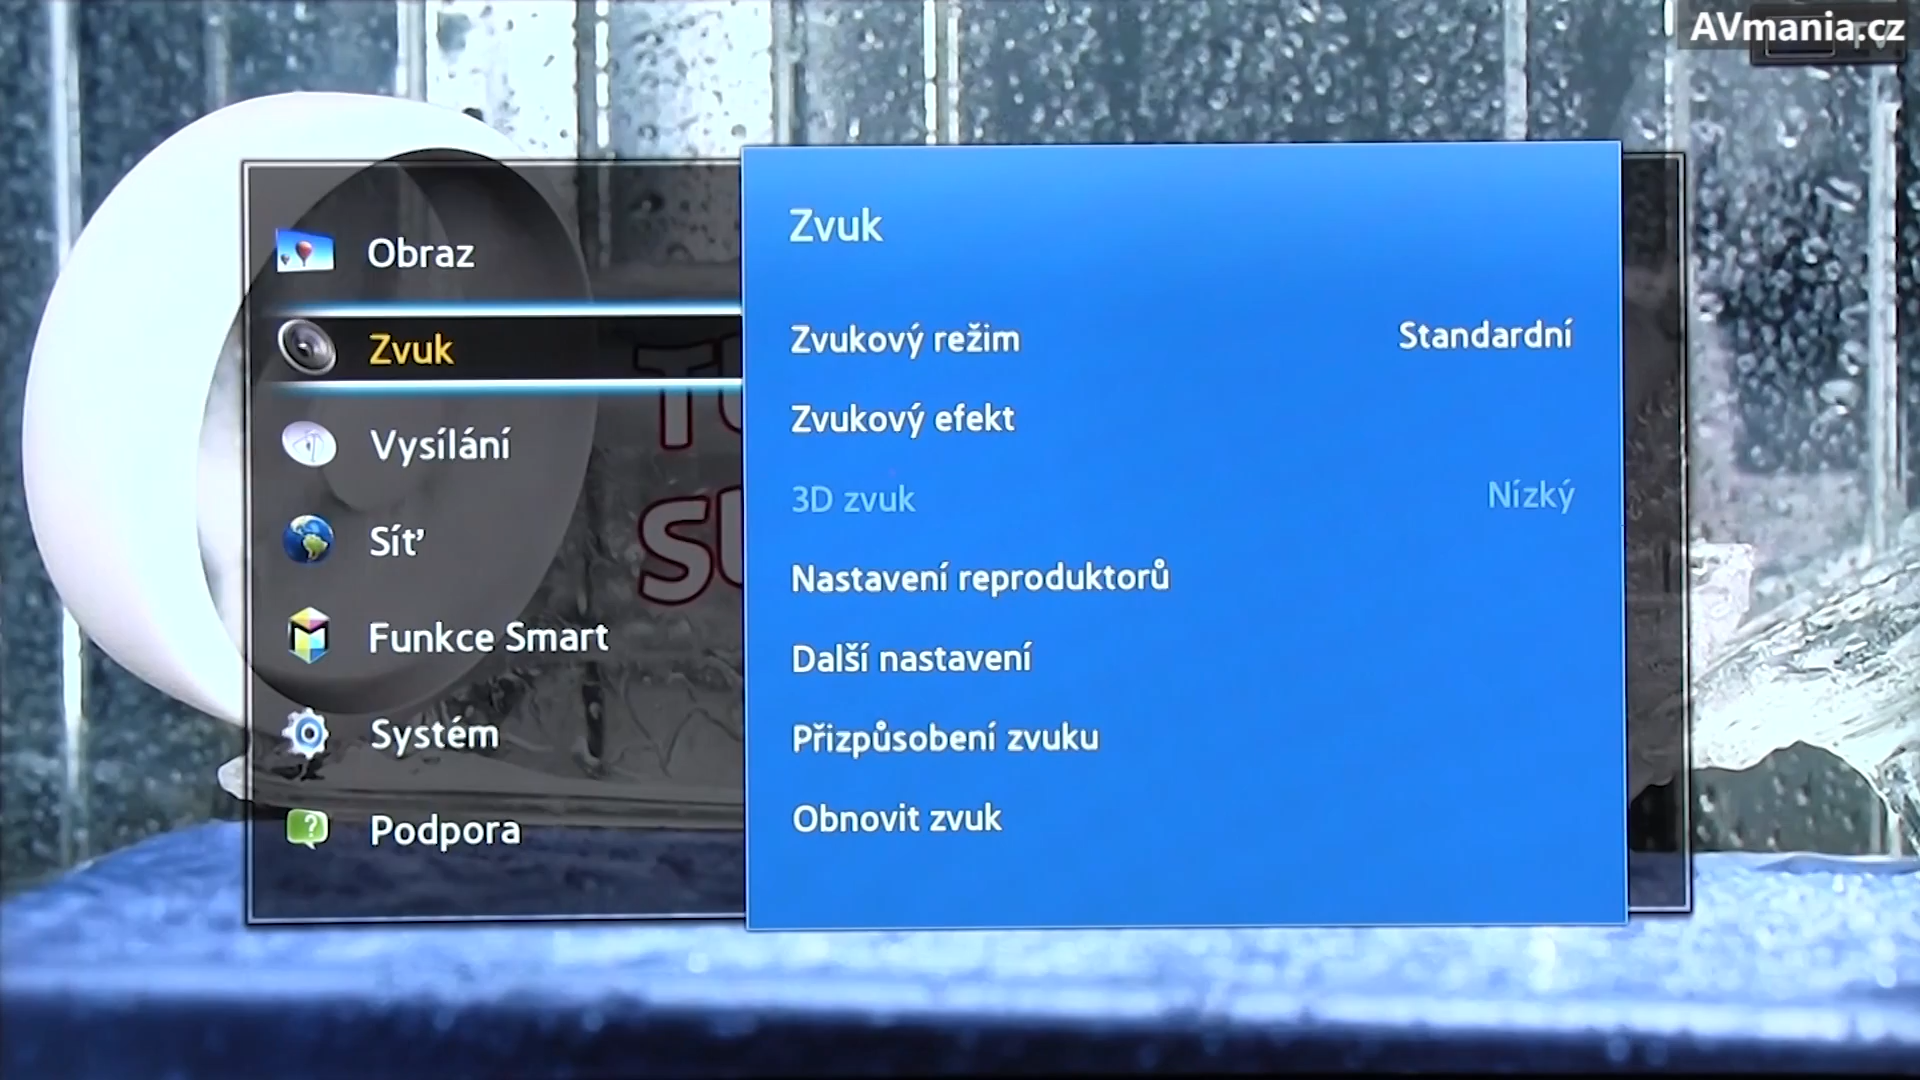 AVmania.cz
Obraz
Zvuk
Vysílání
Síť
Funkce Smart
Systém
Podpora
Zvuk
Zvukový režim Standardní
Zvukový efekt
3D zvuk Nízký
Nastavení reproduktorů
Další nastavení
Přizpůsobení zvuku
Obnovit zvuk